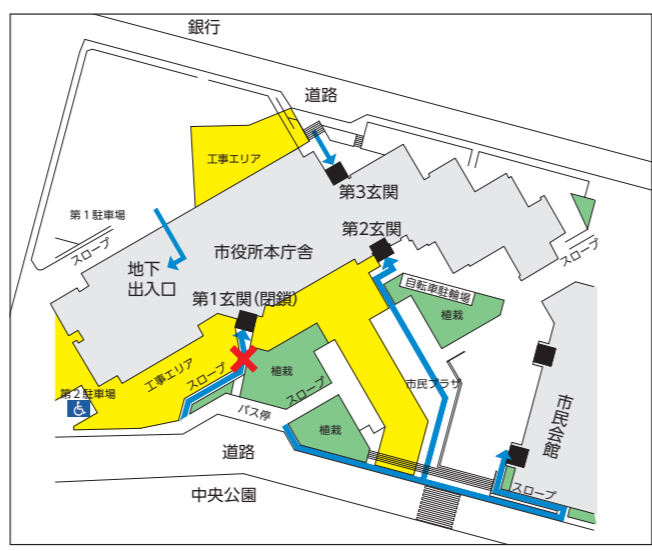 銀行
道路
工事エリア
第3玄関
第1駐車場
スロープ
第2玄関
市役所本庁舎
地下
出入口
スロープ
自転車駐輪場
第1玄関(閉鎖)
植栽
工事エリア
スロープ
植栽
スロープ
市民プラザ
第2駐車場
バス停
市民会館
植栽
道路
スロープ
中央公園